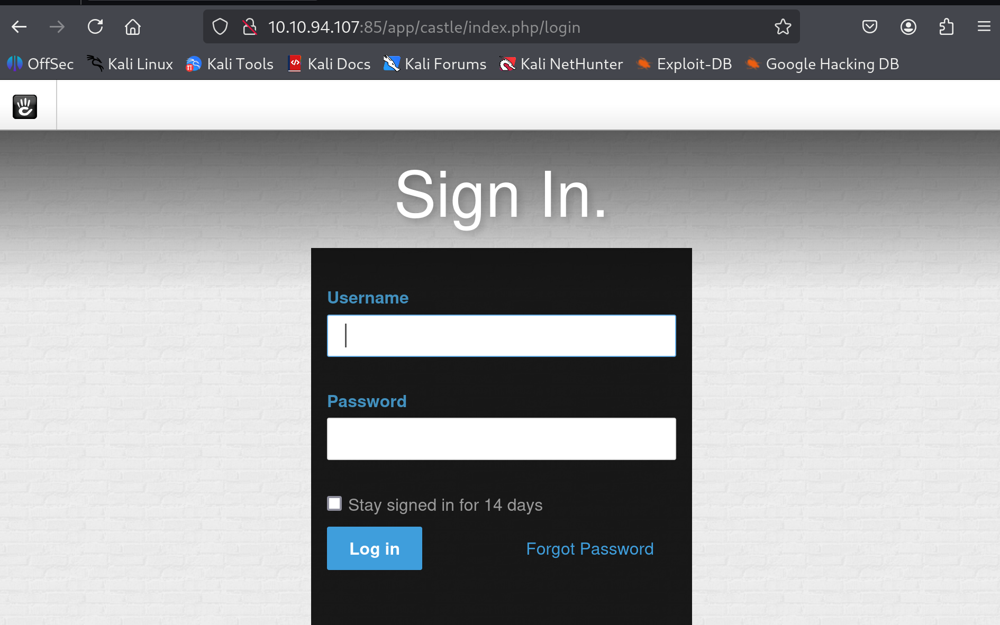 10.10.94.107:85/app/castle/index.php/login
OffSec Kali Linux Kali Tools Kali Docs Kali Forums Kali NetHunter Exploit-DB Google Hacking DB
Sign In.
Username
Password
Stay signed in for 14 days
Log in Forgot Password